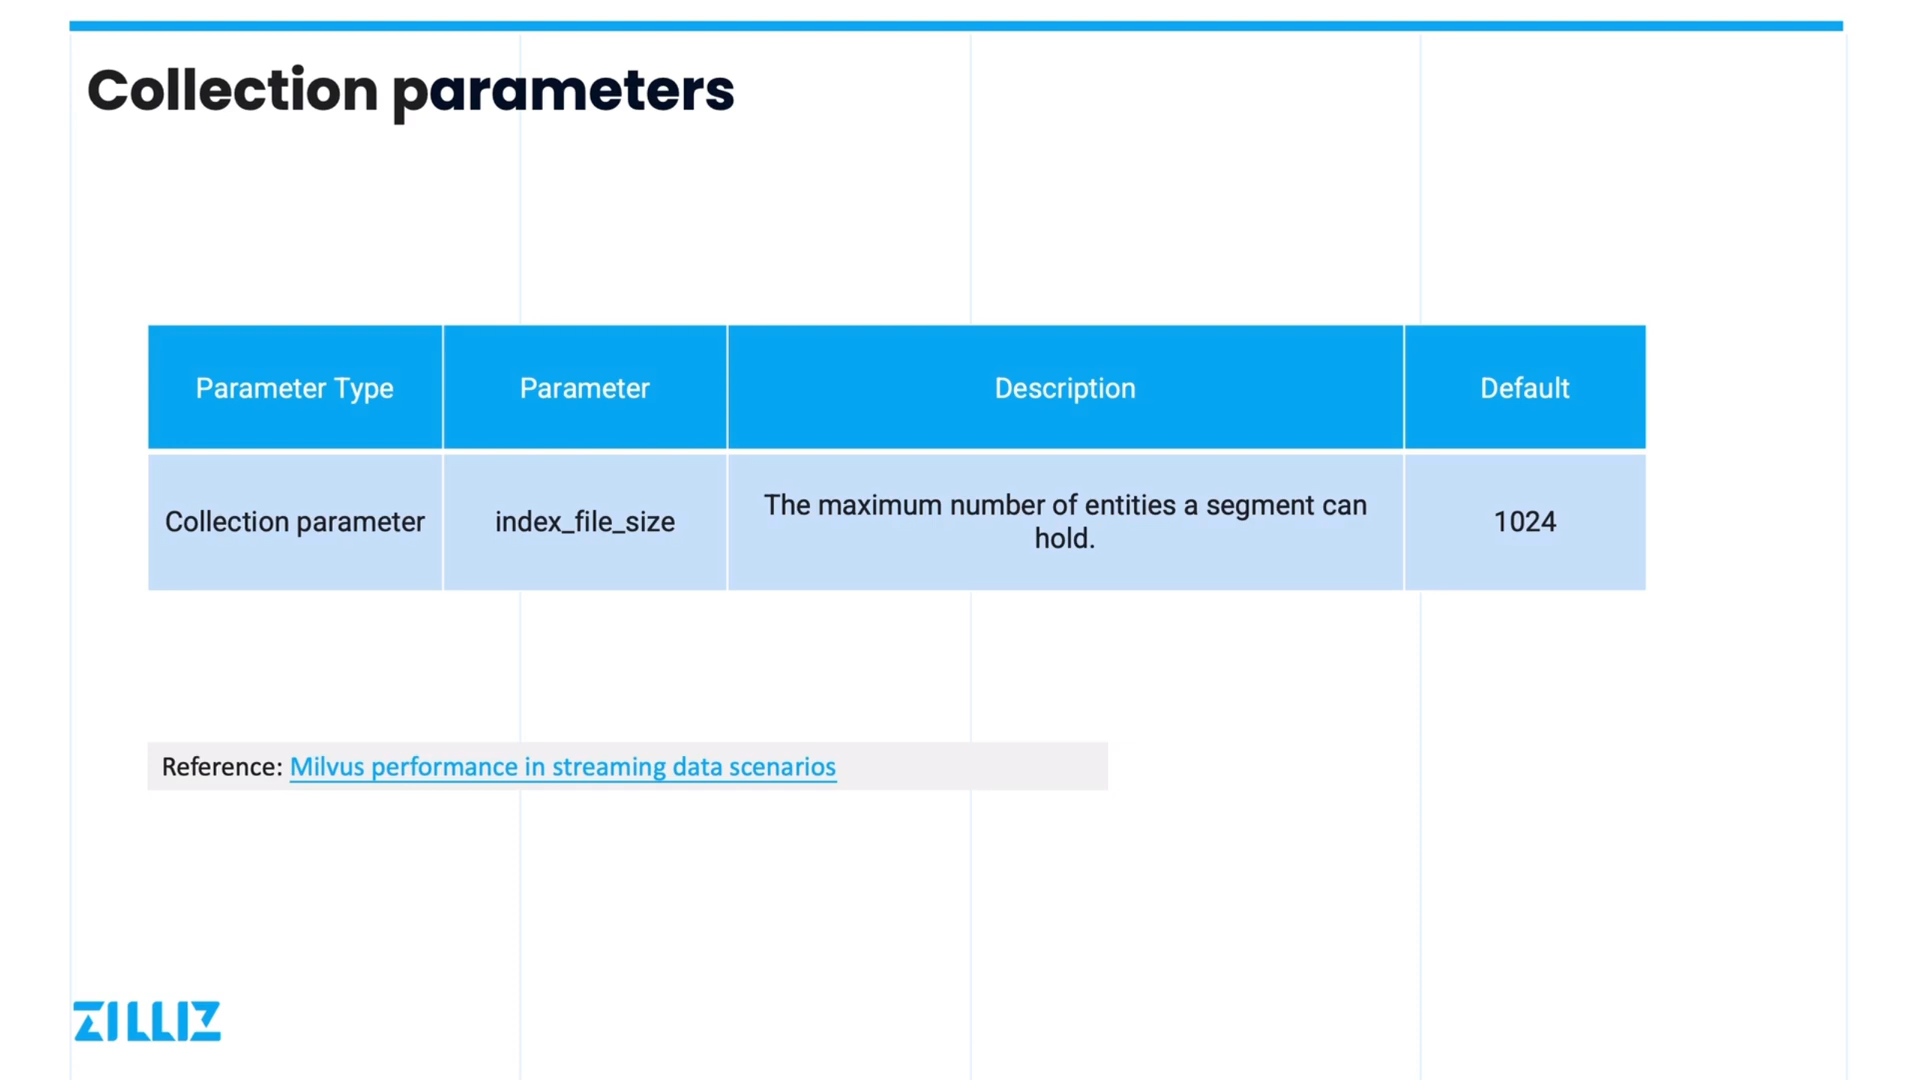 Collection parameters
Parameter Type
Parameter
Description
Default
Collection parameter
index_file_size
The maximum number of entities a segment can
hold.
1024
Reference: Milvus performance in streaming data scenarios
ZILLIZ